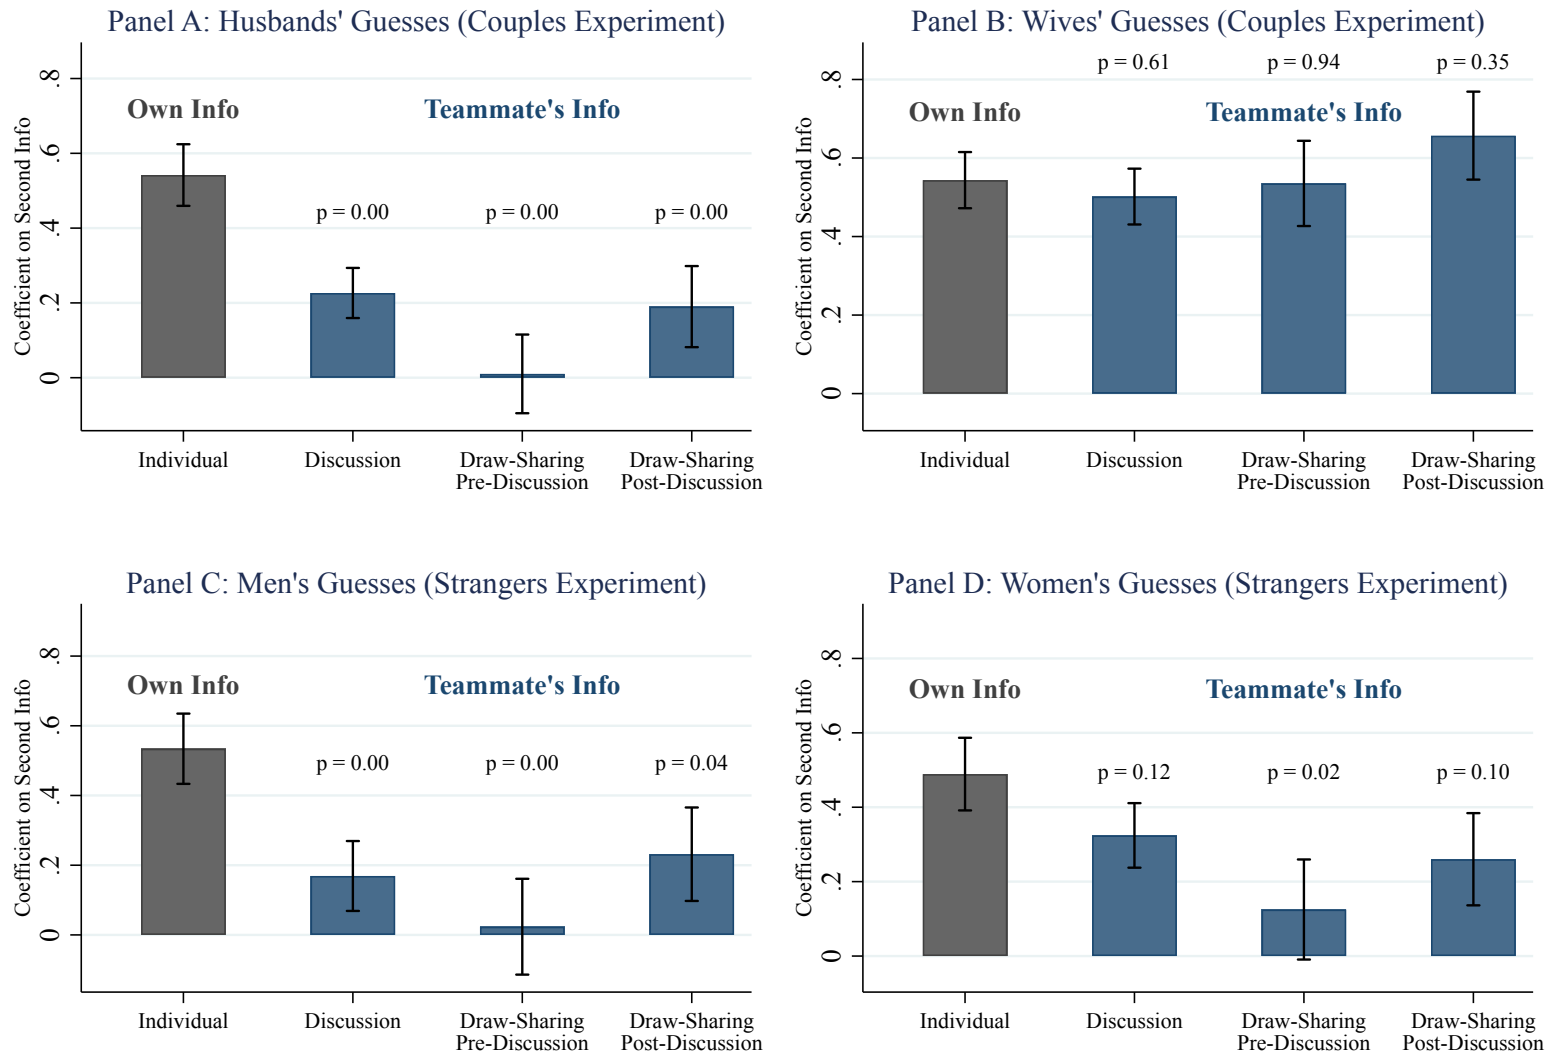 Panel A: Husbands' Guesses (Couples Experiment)
Coefficient on Second Info
.8
.6
.4
.2
0
Own Info
Teammate's Info
p = 0.00
p = 0.00
p = 0.00
Individual
Discussion
Draw-Sharing
Pre-Discussion
Draw-Sharing
Post-Discussion
Panel B: Wives' Guesses (Couples Experiment)
Coefficient on Second Info
.8
.6
.4
.2
0
p = 0.61
p = 0.94
p = 0.35
Own Info
Teammate's Info
Individual
Discussion
Draw-Sharing
Pre-Discussion
Draw-Sharing
Post-Discussion
Panel C: Men's Guesses (Strangers Experiment)
Coefficient on Second Info
.8
.6
.4
.2
0
Own Info
Teammate's Info
p = 0.00
p = 0.00
p = 0.04
Individual
Discussion
Draw-Sharing
Pre-Discussion
Draw-Sharing
Post-Discussion
Panel D: Women's Guesses (Strangers Experiment)
Coefficient on Second Info
.8
.6
.4
.2
0
Own Info
Teammate's Info
p = 0.12
p = 0.02
p = 0.10
Individual
Discussion
Draw-Sharing
Pre-Discussion
Draw-Sharing
Post-Discussion